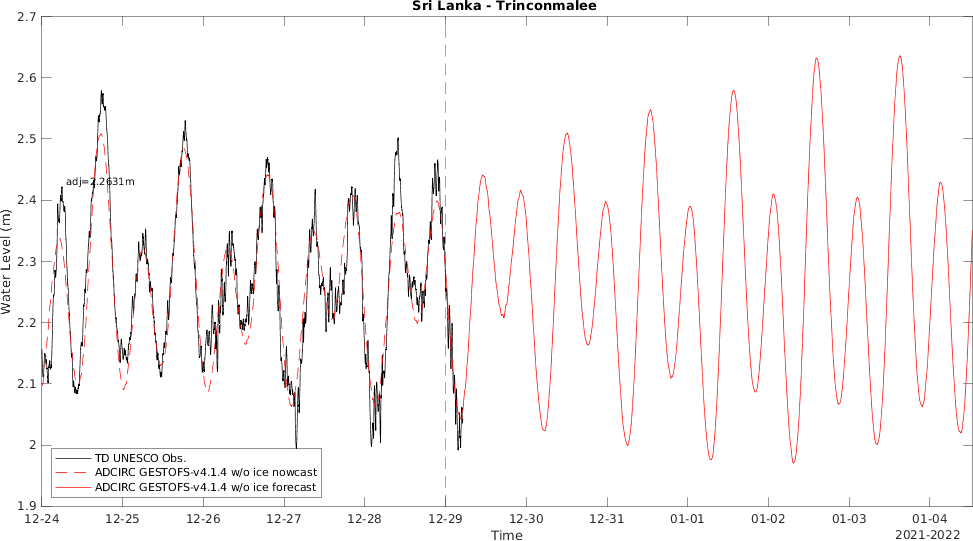 Sri Lanka - Trinconmalee
2.7
2.6
2.5
2.4
2.3
2.2
2.1
2
1.9
Water Level (m)
adj=2.2631m
TD UNESCO Obs.
ADCIRC GESTOFS-v4.1.4 w/o ice nowcast
ADCIRC GESTOFS-v4.1.4 w/o ice forecast
12-24 12-25 12-26 12-27 12-28 12-29 12-30 12-31 01-01 01-02 01-03 01-04
Time
2021-2022